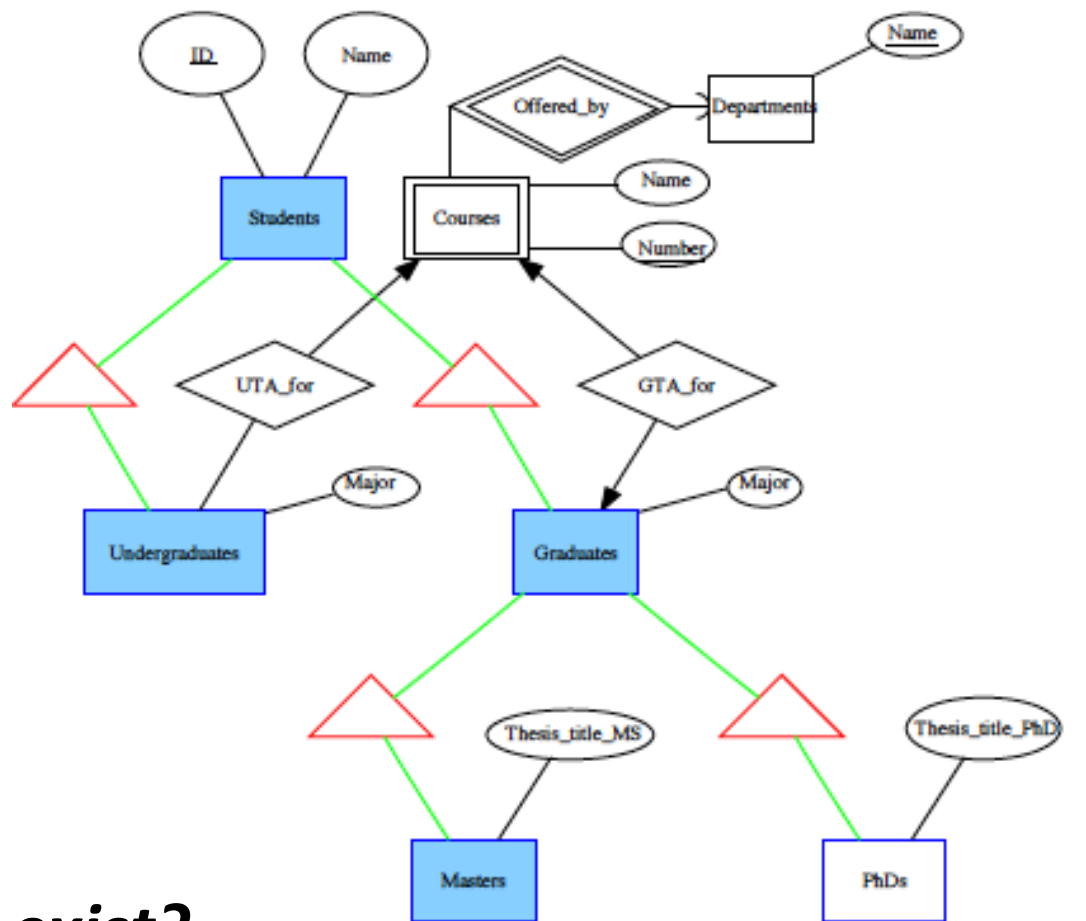 Name
ID
Name
Offered_by
Departments
Name
Students
Courses
Number
UTA_for
GTA_for
Major
Major
Undergraduates
Graduates
Thesis_title_MS
Thesis_title_PhD
Masters
PhDs
exist?